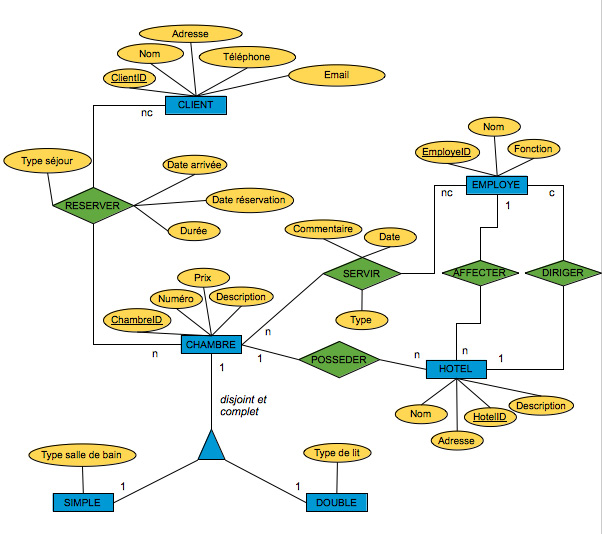 Adresse
Nom
Téléphone
ClientID
Email
CLIENT
nc
Nom
EmployeID
Fonction
Type séjour
Date arrivée
EMPLOYE
nc
c
1
RESERVER
Date réservation
Durée
Commentaire
Date
SERVIR
AFFECTER
DIRIGER
Prix
Numéro
Description
ChambreID
Type
n
CHAMBRE
n
1
POSSEDER
n
n
1
1
HOTEL
disjoint et
complet
Nom
HotelID
Description
Adresse
Type salle de bain
Type de lit
1
1
SIMPLE
DOUBLE